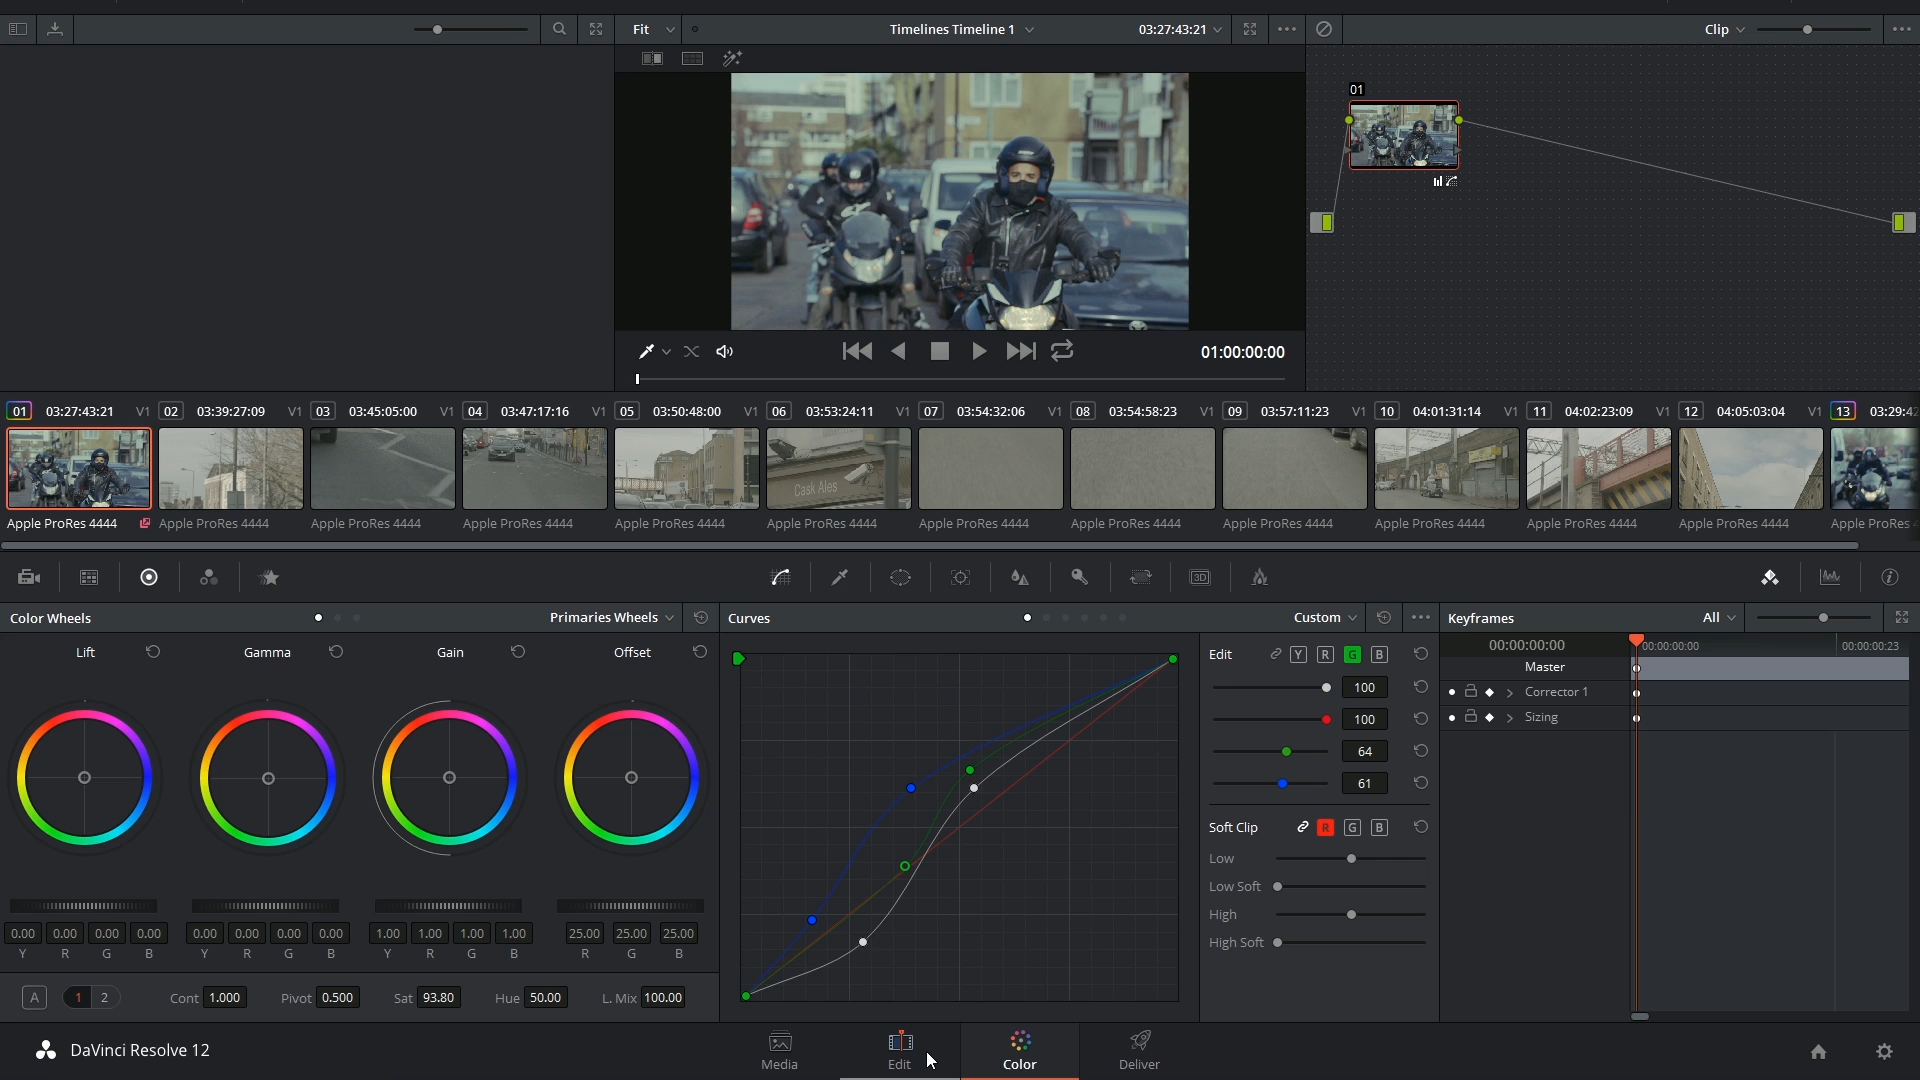 Fit
Timelines Timeline 1
03:27:43:21
Clip
01
01:00:00:00
01 03:27:43:21 V1 02 03:39:27:09 V1 03 03:45:05:00 V1 04 03:47:17:16 V1 05 03:50:48:00 V1 06 03:53:24:11 V1 07 03:54:32:06 V1 08 03:54:58:23 V1 09 03:57:11:23 V1 10 04:01:31:14 V1 11 04:02:23:09 V1 12 04:05:03:04 V1 13 03:29:42
Cask Ales
Apple ProRes 4444 Apple ProRes 4444 Apple ProRes 4444 Apple ProRes 4444 Apple ProRes 4444 Apple ProRes 4444 Apple ProRes 4444 Apple ProRes 4444 Apple ProRes 4444 Apple ProRes 4444 Apple ProRes 4444 Apple ProRes 4444 Apple ProRes
3D
Color Wheels
Primaries Wheels
Lift Gamma Gain Offset
0.00 0.00 0.00 0.00 0.00 0.00 0.00 0.00 1.00 1.00 1.00 1.00 25.00 25.00 25.00
Y R G B Y R G B Y R G B R G B
A 1 2 Cont 1.000 Pivot 0.500 Sat 93.80 Hue 50.00 L. Mix 100.00
Curves
Custom
Edit Y R G B
100
100
64
61
Soft Clip R G B
Low
Low Soft
High
High Soft
Keyframes
All
00:00:00:00 00:00:00:00 00:00:00:23
Master
Corrector 1
Sizing
DaVinci Resolve 12
Media Edit Color Deliver